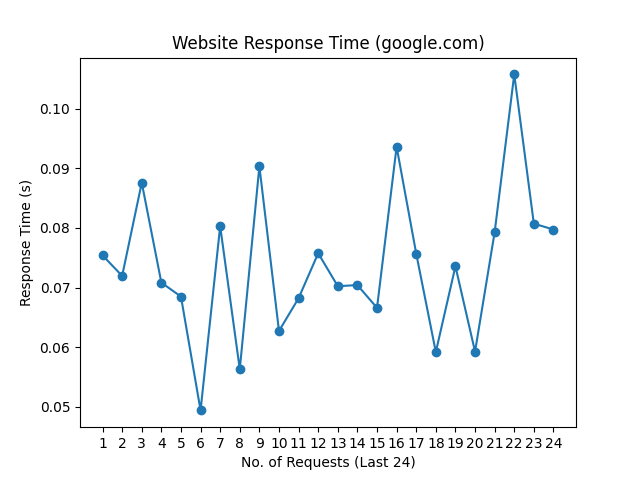 Website Response Time (google.com)
Response Time (s)
0.10
0.09
0.08
0.07
0.06
0.05
1 2 3 4 5 6 7 8 9 10 11 12 13 14 15 16 17 18 19 20 21 22 23 24
No. of Requests (Last 24)